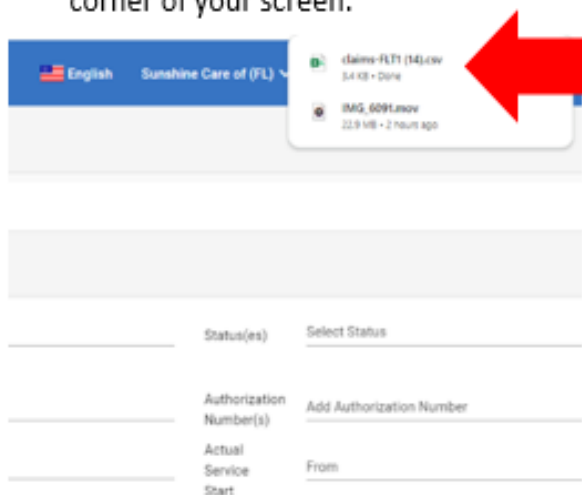 corner of your screen.
English Sunshine Care of (FL)
claims-FLT1 (14).csv
3.4 KB • Done
IMG_6091.mov
22.9 MB • 2 hours ago
Status(es) Select Status
Authorization
Number(s)
Add Authorization Number
Actual
Service
Start
From